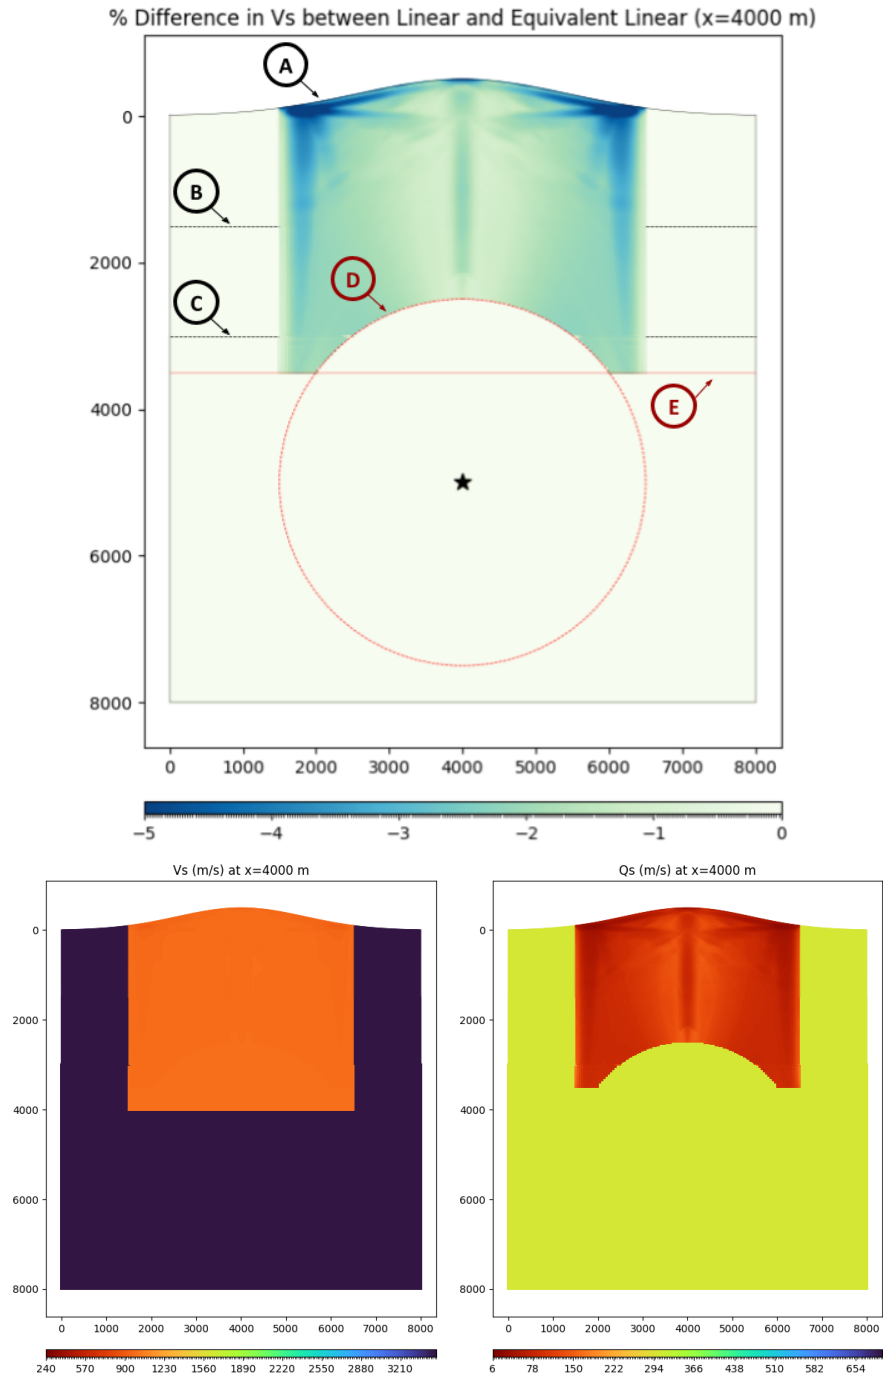 % Difference in Vs between Linear and Equivalent Linear (x=4000 m)
A
0
B
2000
D
C
4000
E
6000
8000
0 1000 2000 3000 4000 5000 6000 7000 8000
−5 −4 −3 −2 −1 0
Vs (m/s) at x=4000 m
0
2000
4000
6000
8000
0 1000 2000 3000 4000 5000 6000 7000 8000
240 570 900 1230 1560 1890 2220 2550 2880 3210
Qs (m/s) at x=4000 m
0
2000
4000
6000
8000
0 1000 2000 3000 4000 5000 6000 7000 8000
6 78 150 222 294 366 438 510 582 654